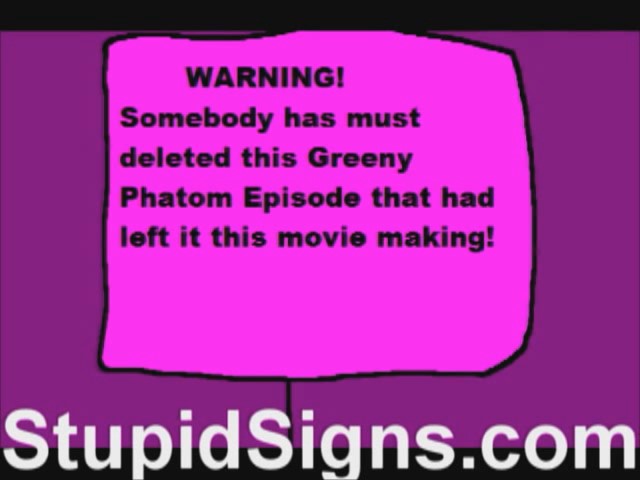 WARNING!
Somebody has must
deleted this Greeny
Phatom Episode that had
left it this movie making!
StupidSigns.com